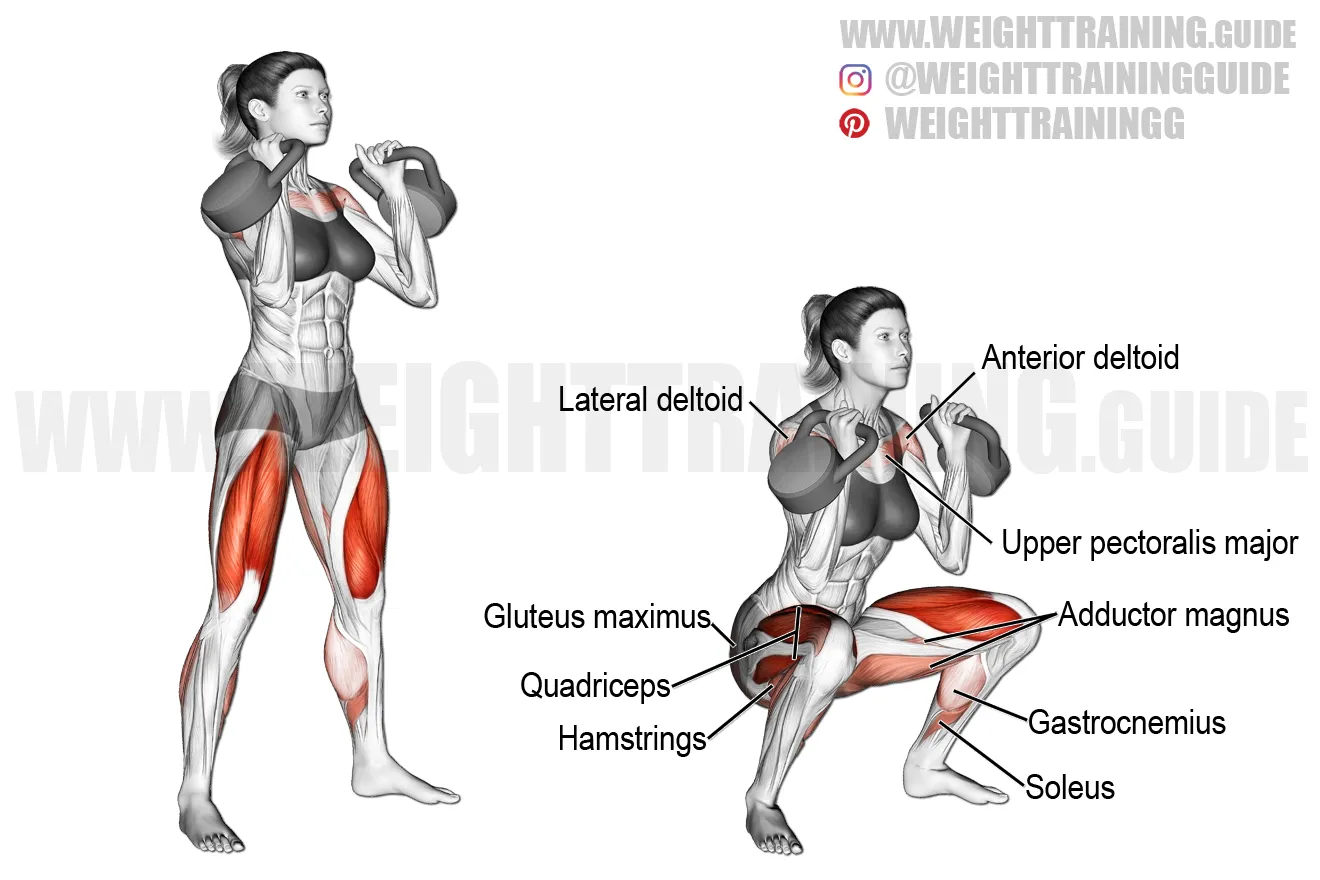 WWW.WEIGHTTRAINING.GUIDE
@WEIGHTTRAININGGUIDE
WEIGHTTRAININGG
Anterior deltoid
Lateral deltoid
WWW.WEIGHTTRAINING.GUIDE
Upper pectoralis major
Gluteus maximus
Adductor magnus
Quadriceps
Hamstrings
Gastrocnemius
Soleus